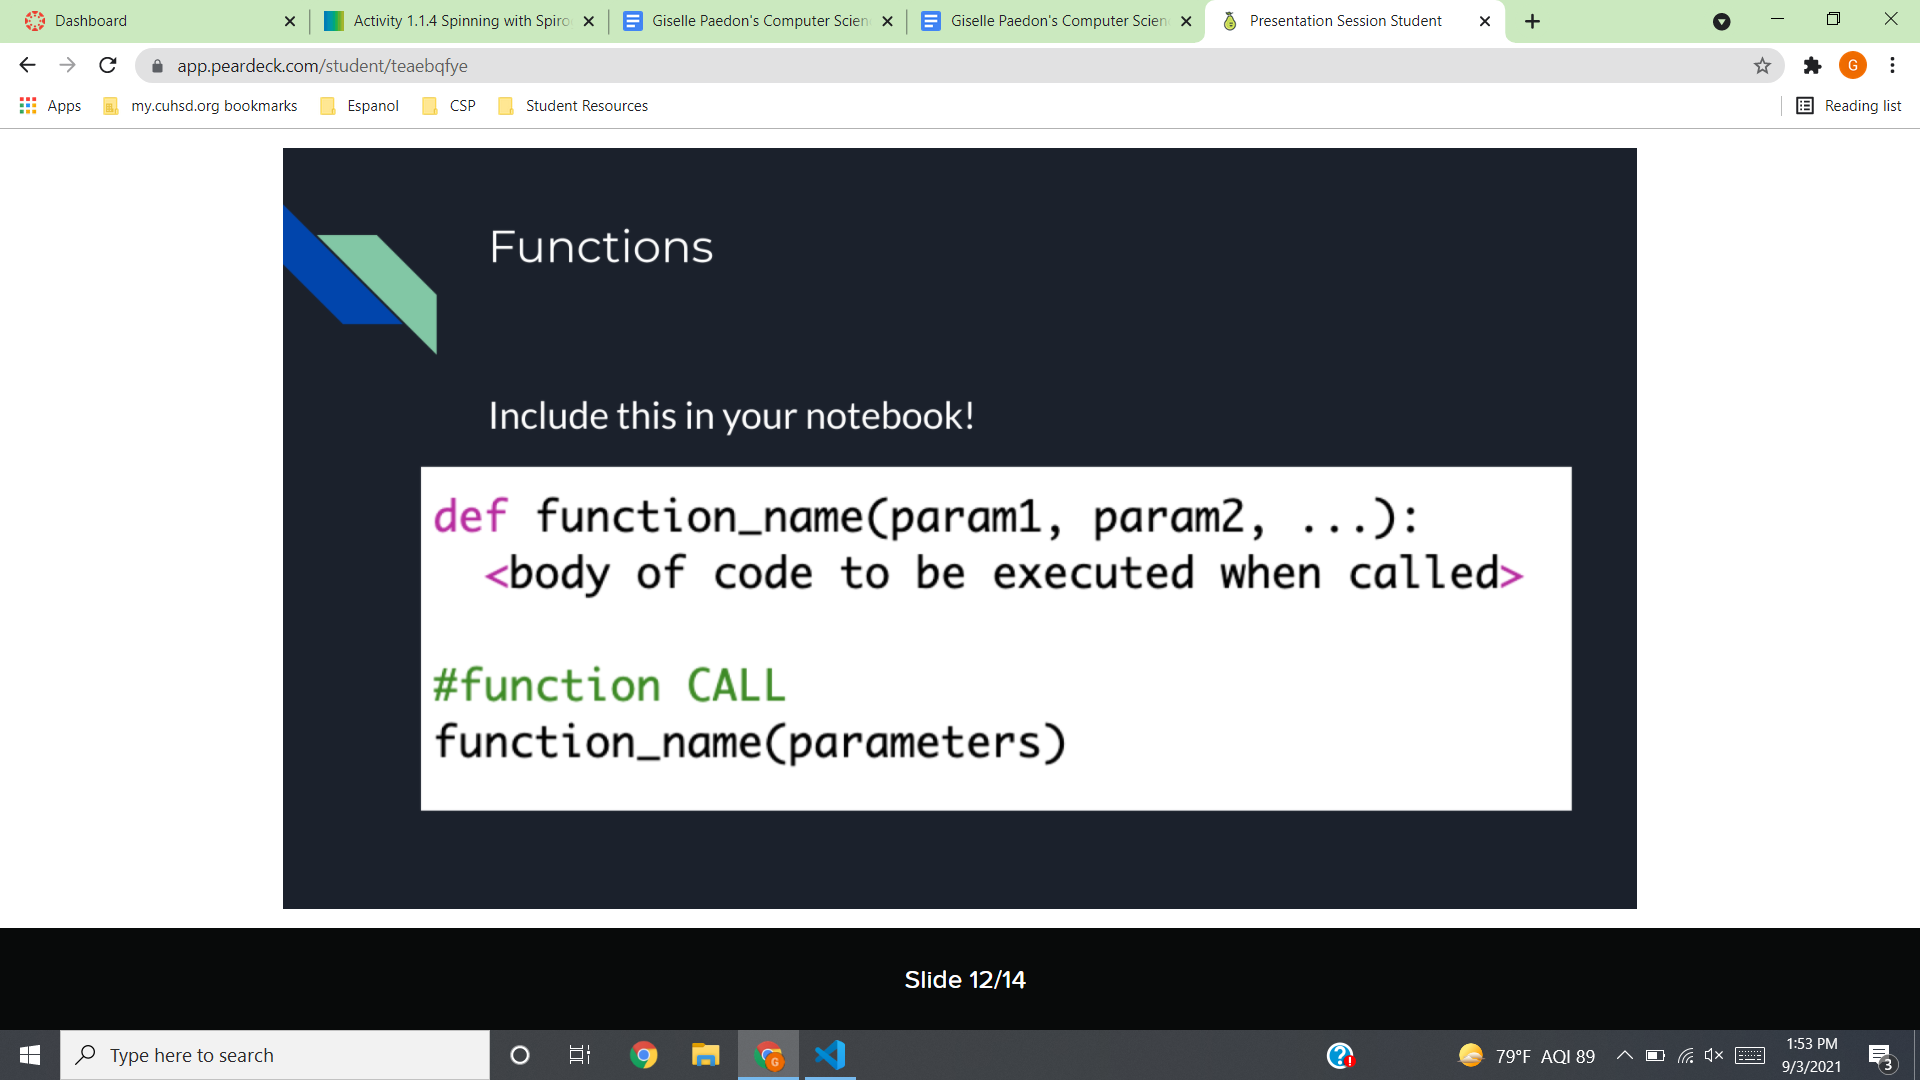 Dashboard
Activity 1.1.4 Spinning with Spiro
Giselle Paedon's Computer Scien
Giselle Paedon's Computer Scien
Presentation Session Student
app.peardeck.com/student/teaebqfye
G
Apps
my.cuhsd.org bookmarks
Espanol
CSP
Student Resources
Reading list
Functions
Include this in your notebook!
def function_name(param1, param2, ...):
<body of code to be executed when called>
#function CALL
function_name(parameters)
Slide 12/14
Type here to search
G
79°F AQI 89
1:53 PM
9/3/2021
3